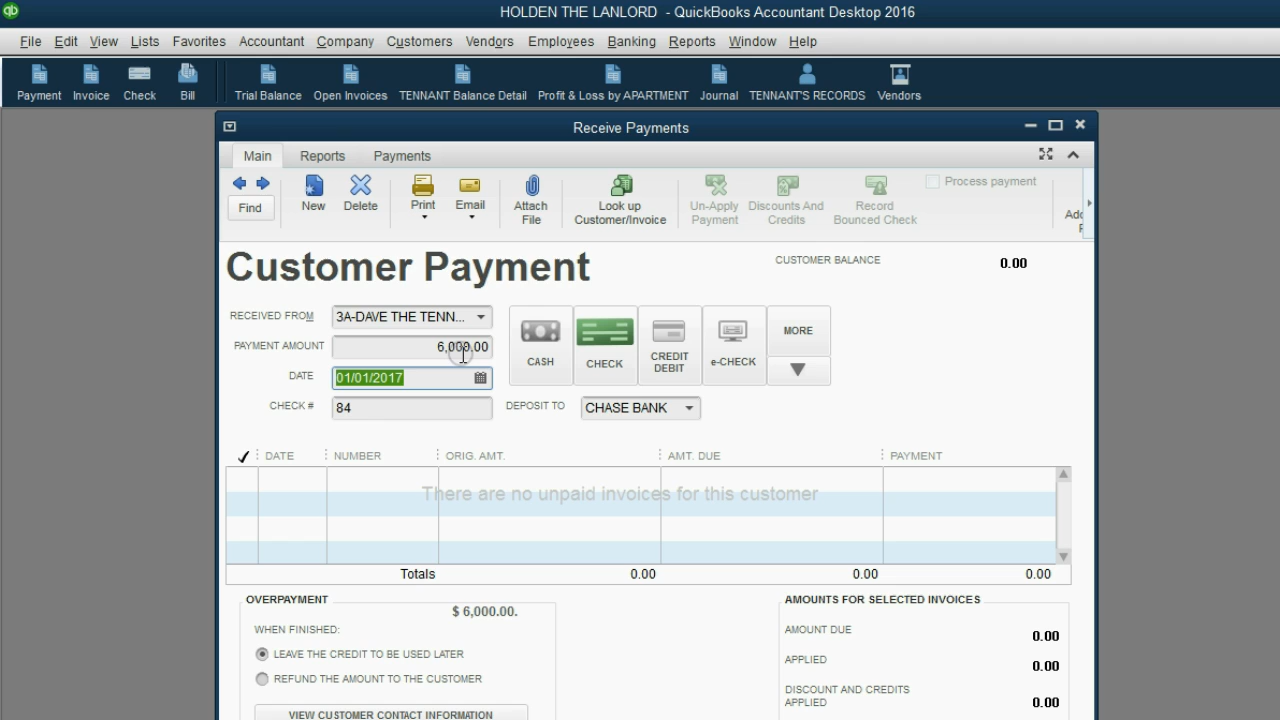 qb
HOLDEN THE LANLORD - QuickBooks Accountant Desktop 2016
File Edit View Lists Favorites Accountant Company Customers Vendors Employees Banking Reports Window Help
Payment Invoice Check Bill Trial Balance Open Invoices TENNANT Balance Detail Profit & Loss by APARTMENT Journal TENNANT'S RECORDS Vendors
Receive Payments
Main Reports Payments
Find New Delete Print Email Attach File Look up Customer/Invoice Un-Apply Payment Discounts And Credits Record Bounced Check Process payment
Customer Payment
CUSTOMER BALANCE 0.00
RECEIVED FROM 3A-DAVE THE TENN...
PAYMENT AMOUNT 6,000.00
DATE 01/01/2017
CHECK # 84
CASH CHECK CREDIT DEBIT e-CHECK MORE
DEPOSIT TO CHASE BANK
DATE NUMBER ORIG. AMT. AMT. DUE PAYMENT
There are no unpaid invoices for this customer
Totals 0.00 0.00 0.00
OVERPAYMENT
$ 6,000.00.
WHEN FINISHED:
LEAVE THE CREDIT TO BE USED LATER
REFUND THE AMOUNT TO THE CUSTOMER
VIEW CUSTOMER CONTACT INFORMATION
AMOUNTS FOR SELECTED INVOICES
AMOUNT DUE 0.00
APPLIED 0.00
DISCOUNT AND CREDITS
APPLIED 0.00